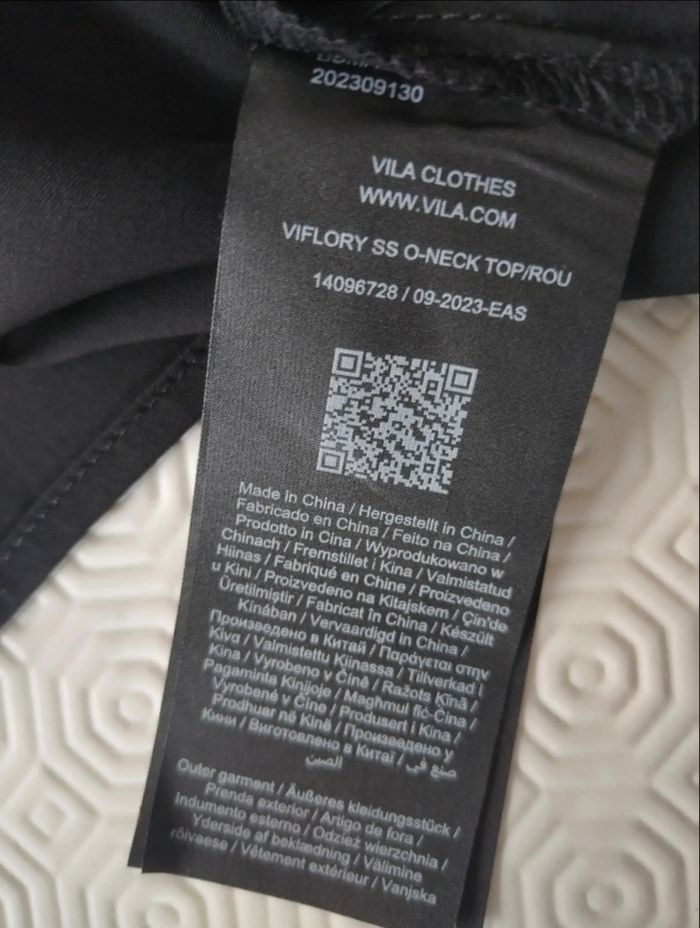 202309130
VILA CLOTHES
WWW.VILA.COM
VIFLORY SS O-NECK TOP/ROU
14096728 / 09-2023-EAS
Made in China / Hergestellt in China /
Fabricado en China / Feito na China /
Prodotto in Cina / Wyprodukowano w
Chinach / Fremstillet i Kina / Valmistatud
Hiinas / Fabriqué en Chine / Proizvedeno
u Kini / Proizvedeno na Kitajskem / Çin'de
Üretilmiştir / Fabricat în China / Készült
Kínában / Vervaardigd in China /
Произведено в Китай / Παράγεται στην
Κίνα / Valmistettu Kiinassa / Tillverkad i
Kina / Vyrobeno v Číně / Ražots Ķīnā /
Pagaminta Kinijoje / Magħmul fiċ-Ċina /
Vyrobené v Číne / Produsert i Kina /
Prodhuar në Kinë / Произведено у
Кини / Виготовлено в Китаї / صنع في
الصين
Outer garment / Äußeres kleidungsstück /
Prenda exterior / Artigo de fora /
Indumento esterno / Odzież wierzchnia /
Yderside af beklædning / Välimine
rõivaese / Vêtement extérieur / Vanjska